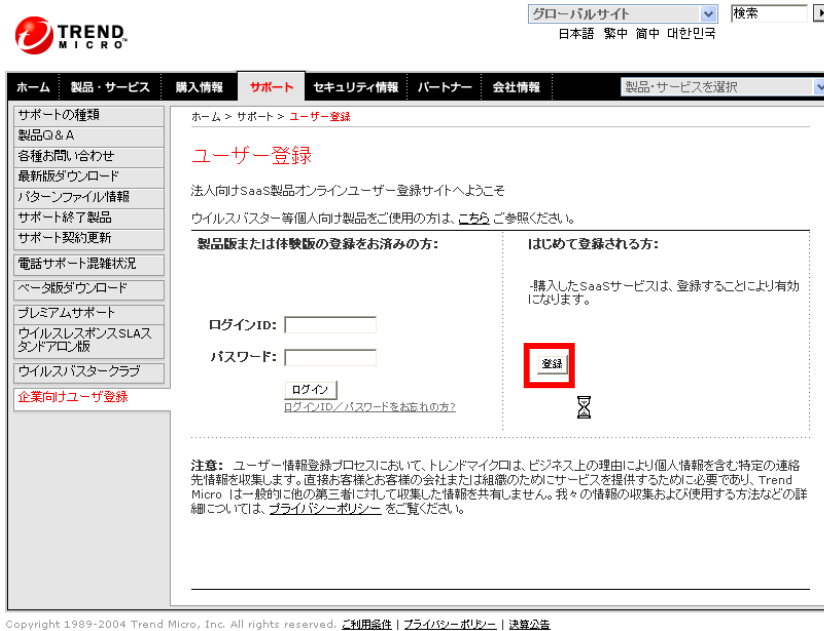 TREND
MICRO
グローバルサイト
検索
日本語 繁中 简中 대한민국
ホーム
製品・サービス
購入情報
サポート
セキュリティ情報
パートナー
会社情報
製品・サービスを選択
サポートの種類
製品Q&A
各種お問い合わせ
最新版ダウンロード
パターンファイル情報
サポート終了製品
サポート契約更新
電話サポート混雑状況
ベータ版ダウンロード
プレミアムサポート
ウイルスレスポンスSLAス
タンドアロン版
ウイルスバスタークラブ
企業向けユーザ登録
ホーム > サポート > ユーザー登録
ユーザー登録
法人向けSaaS製品オンラインユーザー登録サイトへようこそ
ウイルスバスター等個人向け製品をご使用の方は、こちら ご参照ください。
製品版または体験版の登録をお済みの方:
ログインID:
パスワード:
ログイン
ログインID/パスワードをお忘れの方?
はじめて登録される方:
-購入したSaaSサービスは、登録することにより有効
になります。
登録
注意: ユーザー情報登録プロセスにおいて、トレンドマイクロは、ビジネス上の理由により個人情報を含む特定の連絡
先情報を収集します。直接お客様とお客様の会社または組織のためにサービスを提供するために必要であり、Trend
Micro は一般的に他の第三者に対して収集した情報を共有しません。我々の情報の収集および使用する方法などの詳
細については、プライバシーポリシー をご覧ください。
Copyright 1989-2004 Trend Micro, Inc. All rights reserved. ご利用条件 | プライバシーポリシー | 決算公告